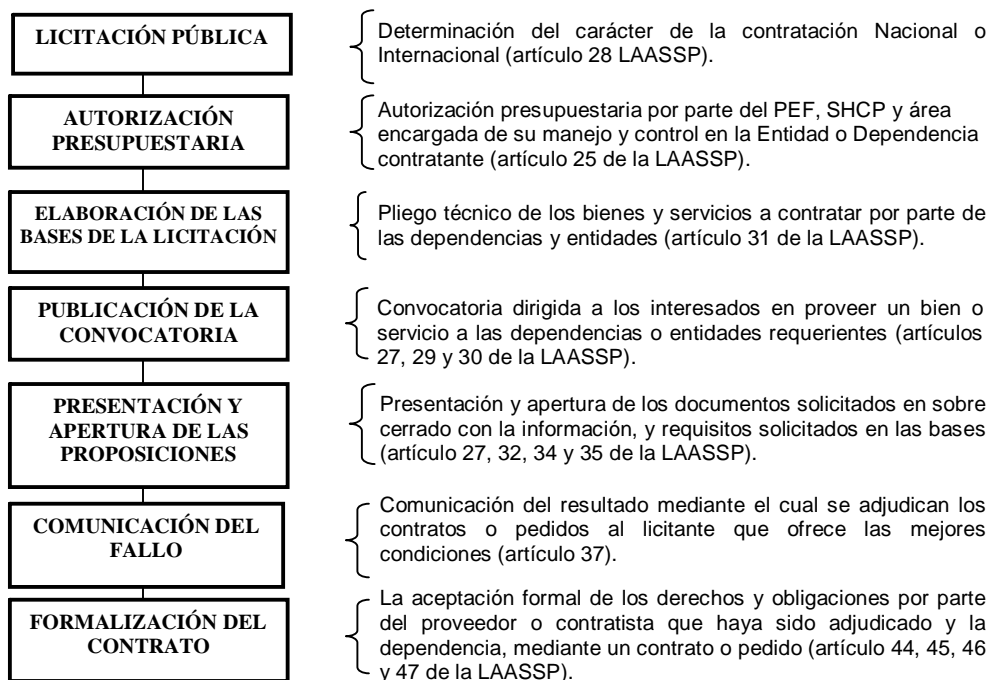 LICITACIÓN PÚBLICA
Determinación del carácter de la contratación Nacional o
Internacional (artículo 28 LAASSP).
AUTORIZACIÓN
PRESUPUESTARIA
Autorización presupuestaria por parte del PEF, SHCP y área
encargada de su manejo y control en la Entidad o Dependencia
contratante (artículo 25 de la LAASSP).
ELABORACIÓN DE LAS
BASES DE LA LICITACIÓN
Pliego técnico de los bienes y servicios a contratar por parte de
las dependencias y entidades (artículo 31 de la LAASSP).
PUBLICACIÓN DE LA
CONVOCATORIA
Convocatoria dirigida a los interesados en proveer un bien o
servicio a las dependencias o entidades requerientes (artículos
27, 29 y 30 de la LAASSP).
PRESENTACIÓN Y
APERTURA DE LAS
PROPOSICIONES
Presentación y apertura de los documentos solicitados en sobre
cerrado con la información, y requisitos solicitados en las bases
(artículo 27, 32, 34 y 35 de la LAASSP).
COMUNICACIÓN DEL
FALLO
Comunicación del resultado mediante el cual se adjudican los
contratos o pedidos al licitante que ofrece las mejores
condiciones (artículo 37).
FORMALIZACIÓN DEL
CONTRATO
La aceptación formal de los derechos y obligaciones por parte
del proveedor o contratista que haya sido adjudicado y la
dependencia, mediante un contrato o pedido (artículo 44, 45, 46
y 47 de la LAASSP).